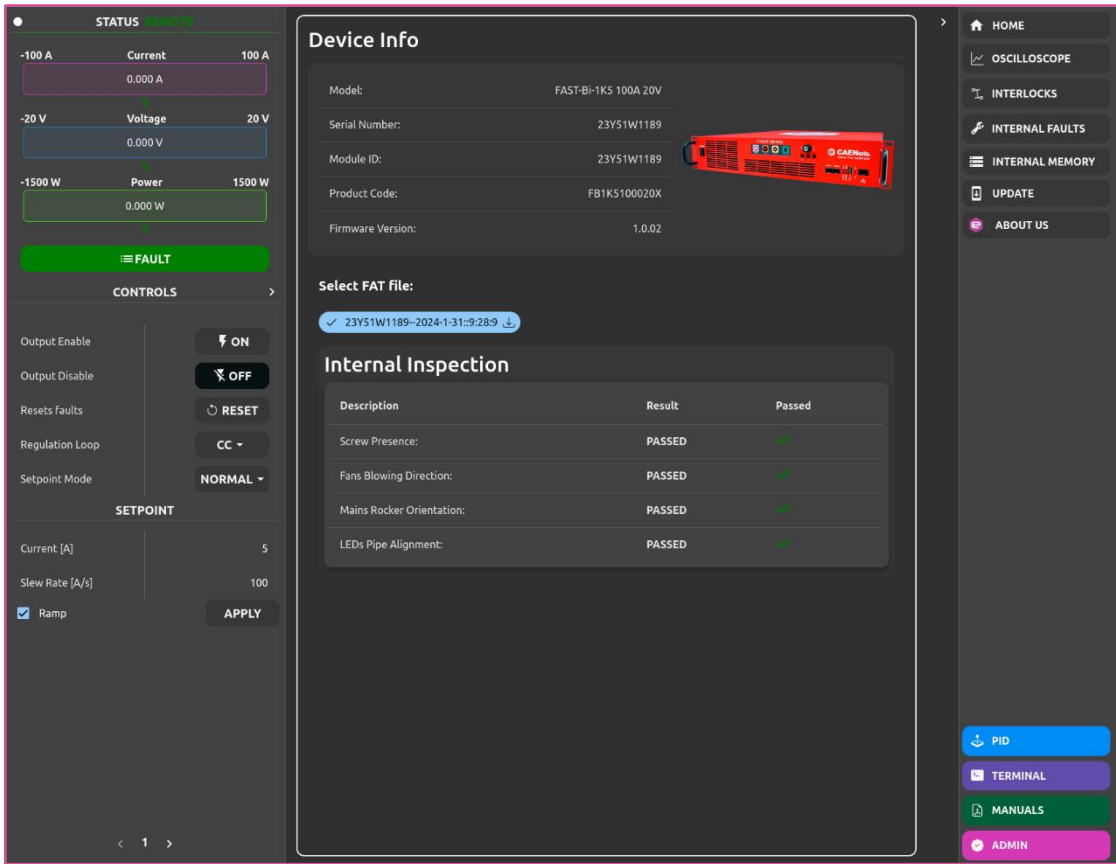 STATUS REMOTE
-100 A Current 100 A
0.000 A
-20 V Voltage 20 V
0.000 V
-1500 W Power 1500 W
0.000 W
FAULT
CONTROLS
Output Enable ON
Output Disable OFF
Resets faults RESET
Regulation Loop CC
Setpoint Mode NORMAL
SETPOINT
Current [A] 5
Slew Rate [A/s] 100
Ramp APPLY
1
Device Info
Model: FAST-Bi-1K5 100A 20V
Serial Number: 23Y51W1189
Module ID: 23Y51W1189
Product Code: FB1K5100020X
Firmware Version: 1.0.02
CAENels
Select FAT file:
23Y51W1189--2024-1-31::9:28:9
Internal Inspection
Description Result Passed
Screw Presence: PASSED
Fans Blowing Direction: PASSED
Mains Rocker Orientation: PASSED
LEDs Pipe Alignment: PASSED
HOME
OSCILLOSCOPE
INTERLOCKS
INTERNAL FAULTS
INTERNAL MEMORY
UPDATE
ABOUT US
PID
TERMINAL
MANUALS
ADMIN